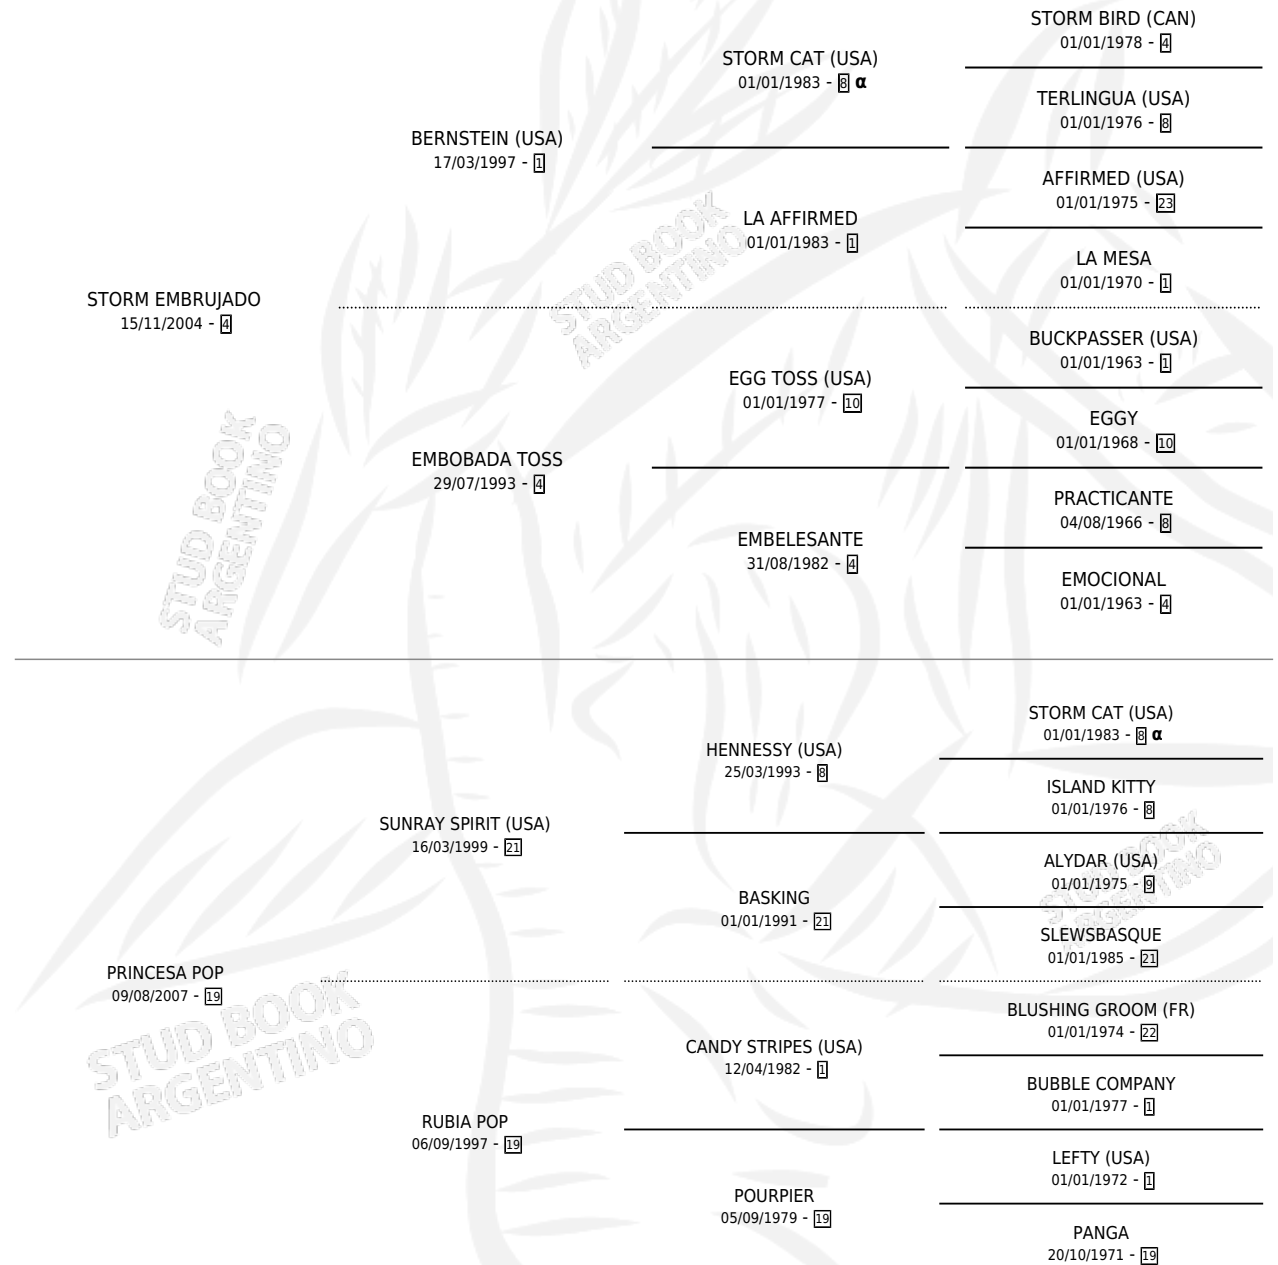 STORM BIRD (CAN)
01/01/1978 - 4
STORM CAT (USA)
01/01/1983 - 8 α
TERLINGUA (USA)
01/01/1976 - 8
BERNSTEIN (USA)
17/03/1997 - 1
AFFIRMED (USA)
01/01/1975 - 23
LA AFFIRMED
01/01/1983 - 1
LA MESA
01/01/1970 - 1
STORM EMBRUJADO
15/11/2004 - 4
BUCKPASSER (USA)
01/01/1963 - 1
EGG TOSS (USA)
01/01/1977 - 10
EGGY
01/01/1968 - 10
EMBOBADA TOSS
29/07/1993 - 4
PRACTICANTE
04/08/1966 - 8
EMBELESANTE
31/08/1982 - 4
EMOCIONAL
01/01/1963 - 4
STORM CAT (USA)
01/01/1983 - 8 α
HENNESSY (USA)
25/03/1993 - 8
ISLAND KITTY
01/01/1976 - 8
SUNRAY SPIRIT (USA)
16/03/1999 - 21
ALYDAR (USA)
01/01/1975 - 9
BASKING
01/01/1991 - 21
SLEWSBASQUE
01/01/1985 - 21
PRINCESA POP
09/08/2007 - 19
BLUSHING GROOM (FR)
01/01/1974 - 22
CANDY STRIPES (USA)
12/04/1982 - 1
BUBBLE COMPANY
01/01/1977 - 1
RUBIA POP
06/09/1997 - 19
LEFTY (USA)
01/01/1972 - 1
POURPIER
05/09/1979 - 19
PANGA
20/10/1971 - 19
STUD BOOK
ARGENTINO
STUD BOOK
ARGENTINO
STUD BOOK
ARGENTINO
STUD BOOK
ARGENTINO